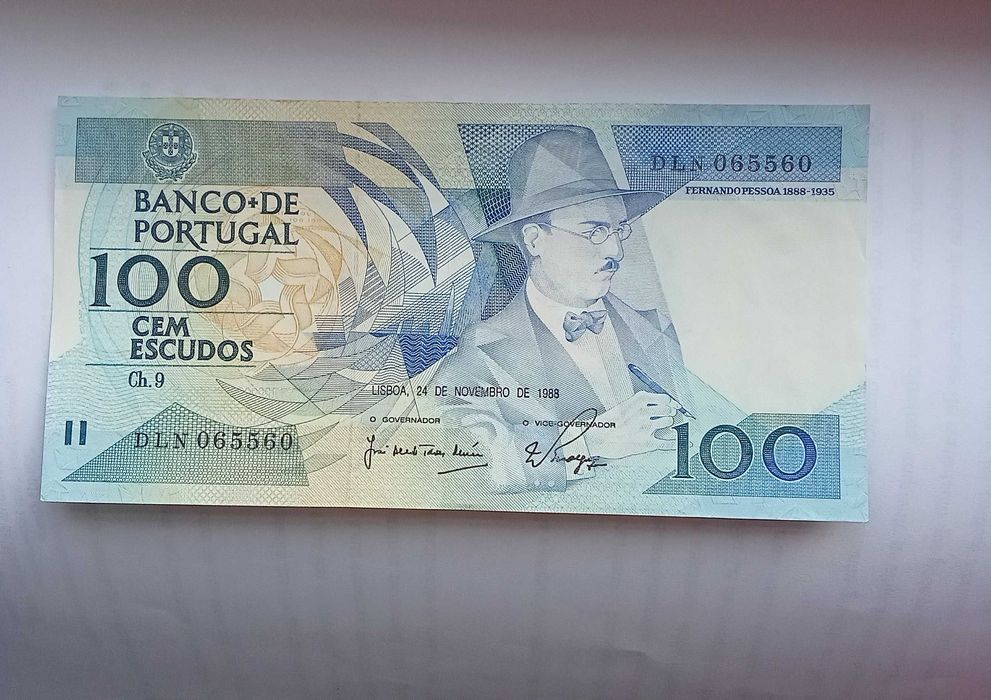 DLN 065560
FERNANDO PESSOA 1888-1935
BANCO+DE
PORTUGAL
100
CEM
ESCUDOS
Ch. 9
LISBOA, 24 DE NOVEMBRO DE 1988
O GOVERNADOR
O VICE-GOVERNADOR
DLN 065560
100